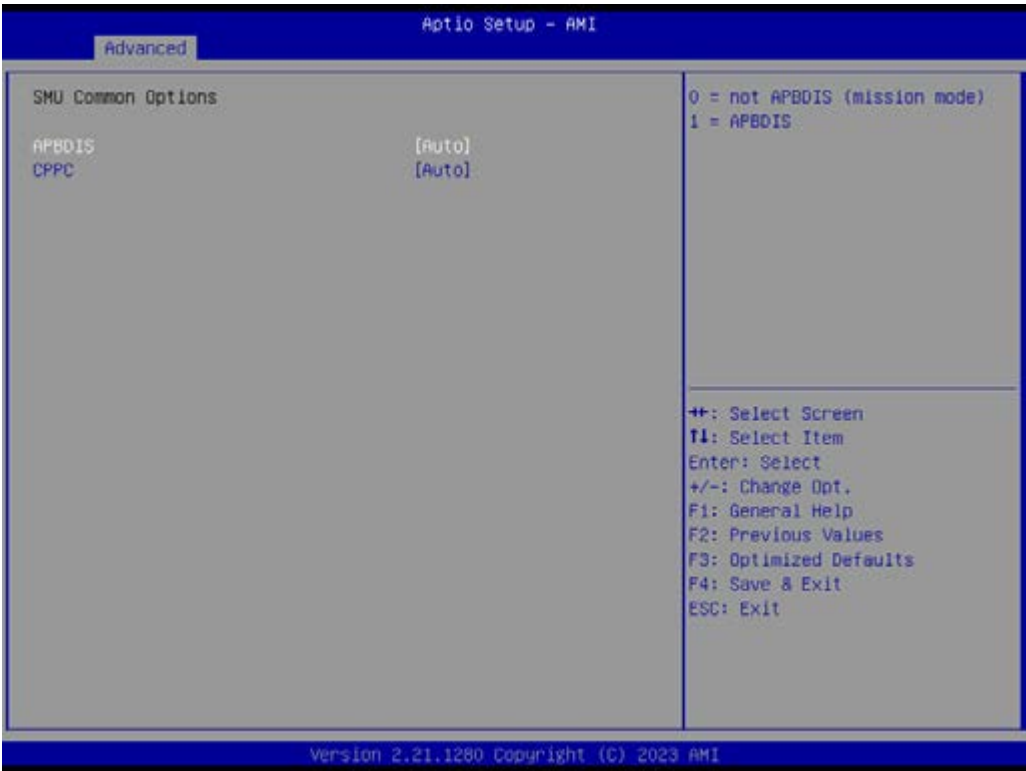 Aptio Setup - AMI
Advanced
SMU Common Options
APBDIS [Auto]
CPPC [Auto]
0 = not APBDIS (mission mode)
1 = APBDIS
→←: Select Screen
↑↓: Select Item
Enter: Select
+/-: Change Opt.
F1: General Help
F2: Previous Values
F3: Optimized Defaults
F4: Save & Exit
ESC: Exit
Version 2.21.1280 Copyright (C) 2023 AMI